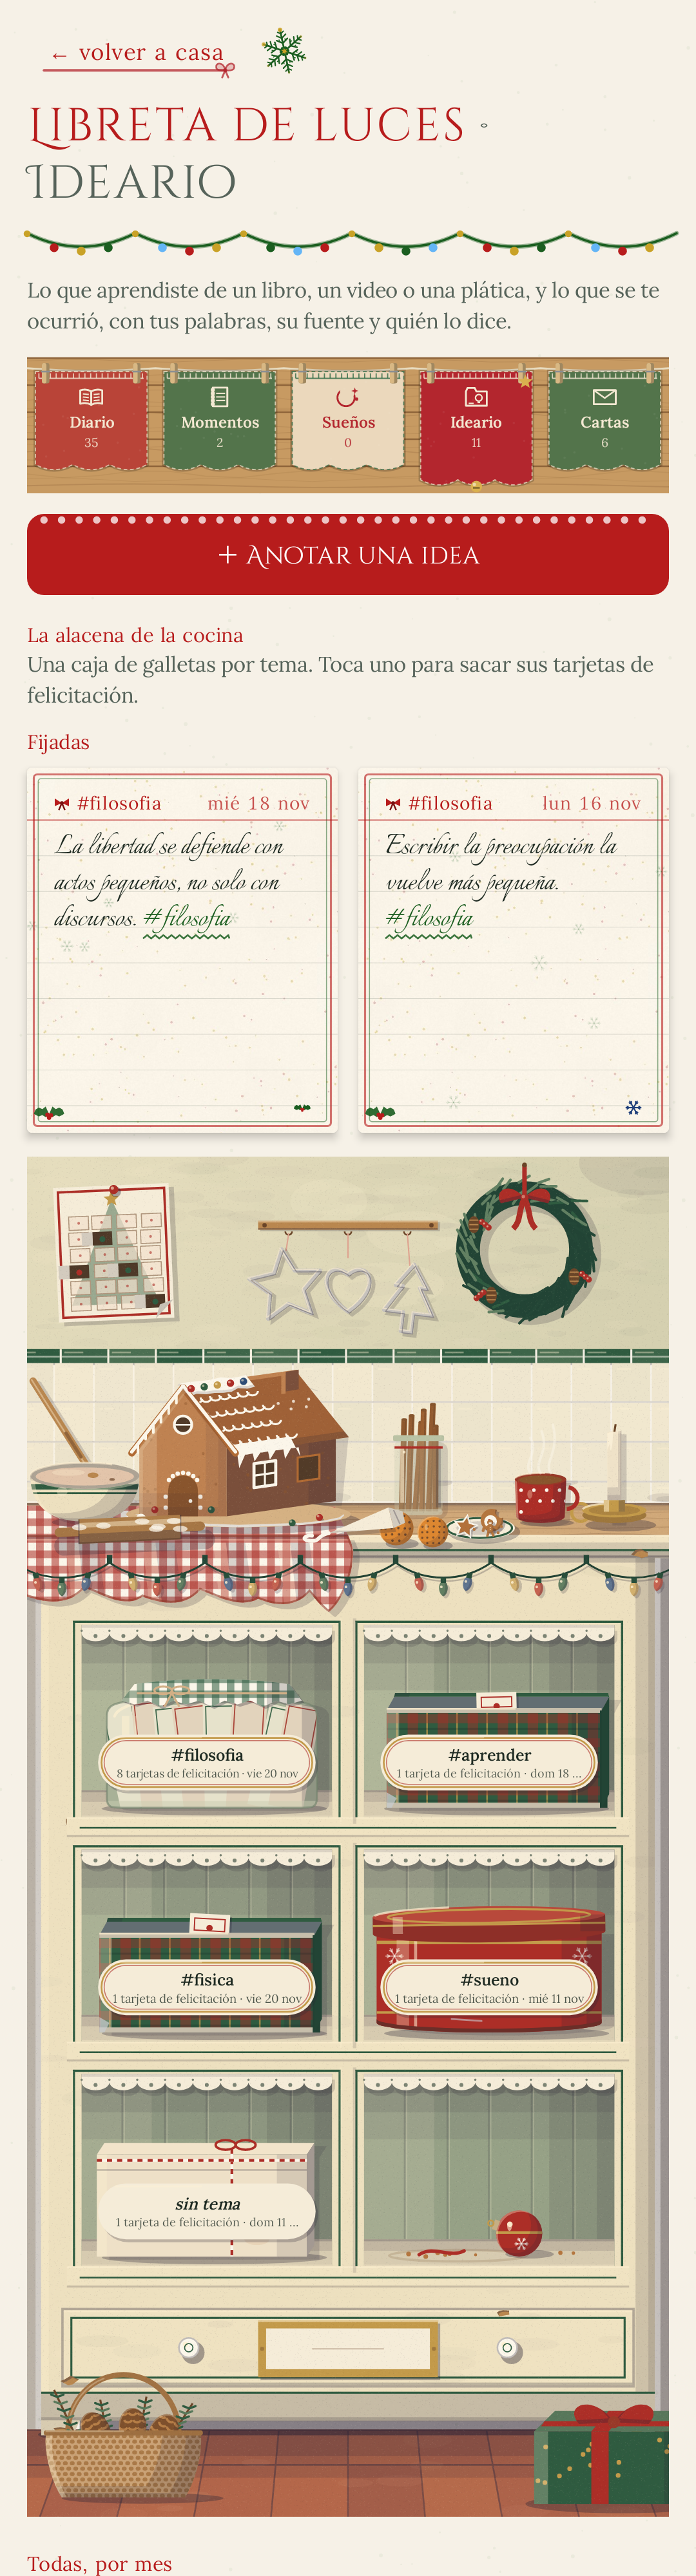 ← volver a casa
LIBRETA DE LUCES ·
IDEARIO
Lo que aprendiste de un libro, un video o una plática, y lo que se te
ocurrió, con tus palabras, su fuente y quién lo dice.
Diario
35
Momentos
2
Sueños
0
Ideario
11
Cartas
6
+ ANOTAR UNA IDEA
La alacena de la cocina
Una caja de galletas por tema. Toca uno para sacar sus tarjetas de
felicitación.
Fijadas
#filosofia mié 18 nov
La libertad se defiende con
actos pequeños, no solo con
discursos. #filosofia
#filosofia lun 16 nov
Escribir la preocupación la
vuelve más pequeña.
#filosofia
#filosofia
8 tarjetas de felicitación · vie 20 nov
#aprender
1 tarjeta de felicitación · dom 18 ...
#fisica
1 tarjeta de felicitación · vie 20 nov
#sueno
1 tarjeta de felicitación · mié 11 nov
sin tema
1 tarjeta de felicitación · dom 11 ...
Todas, por mes